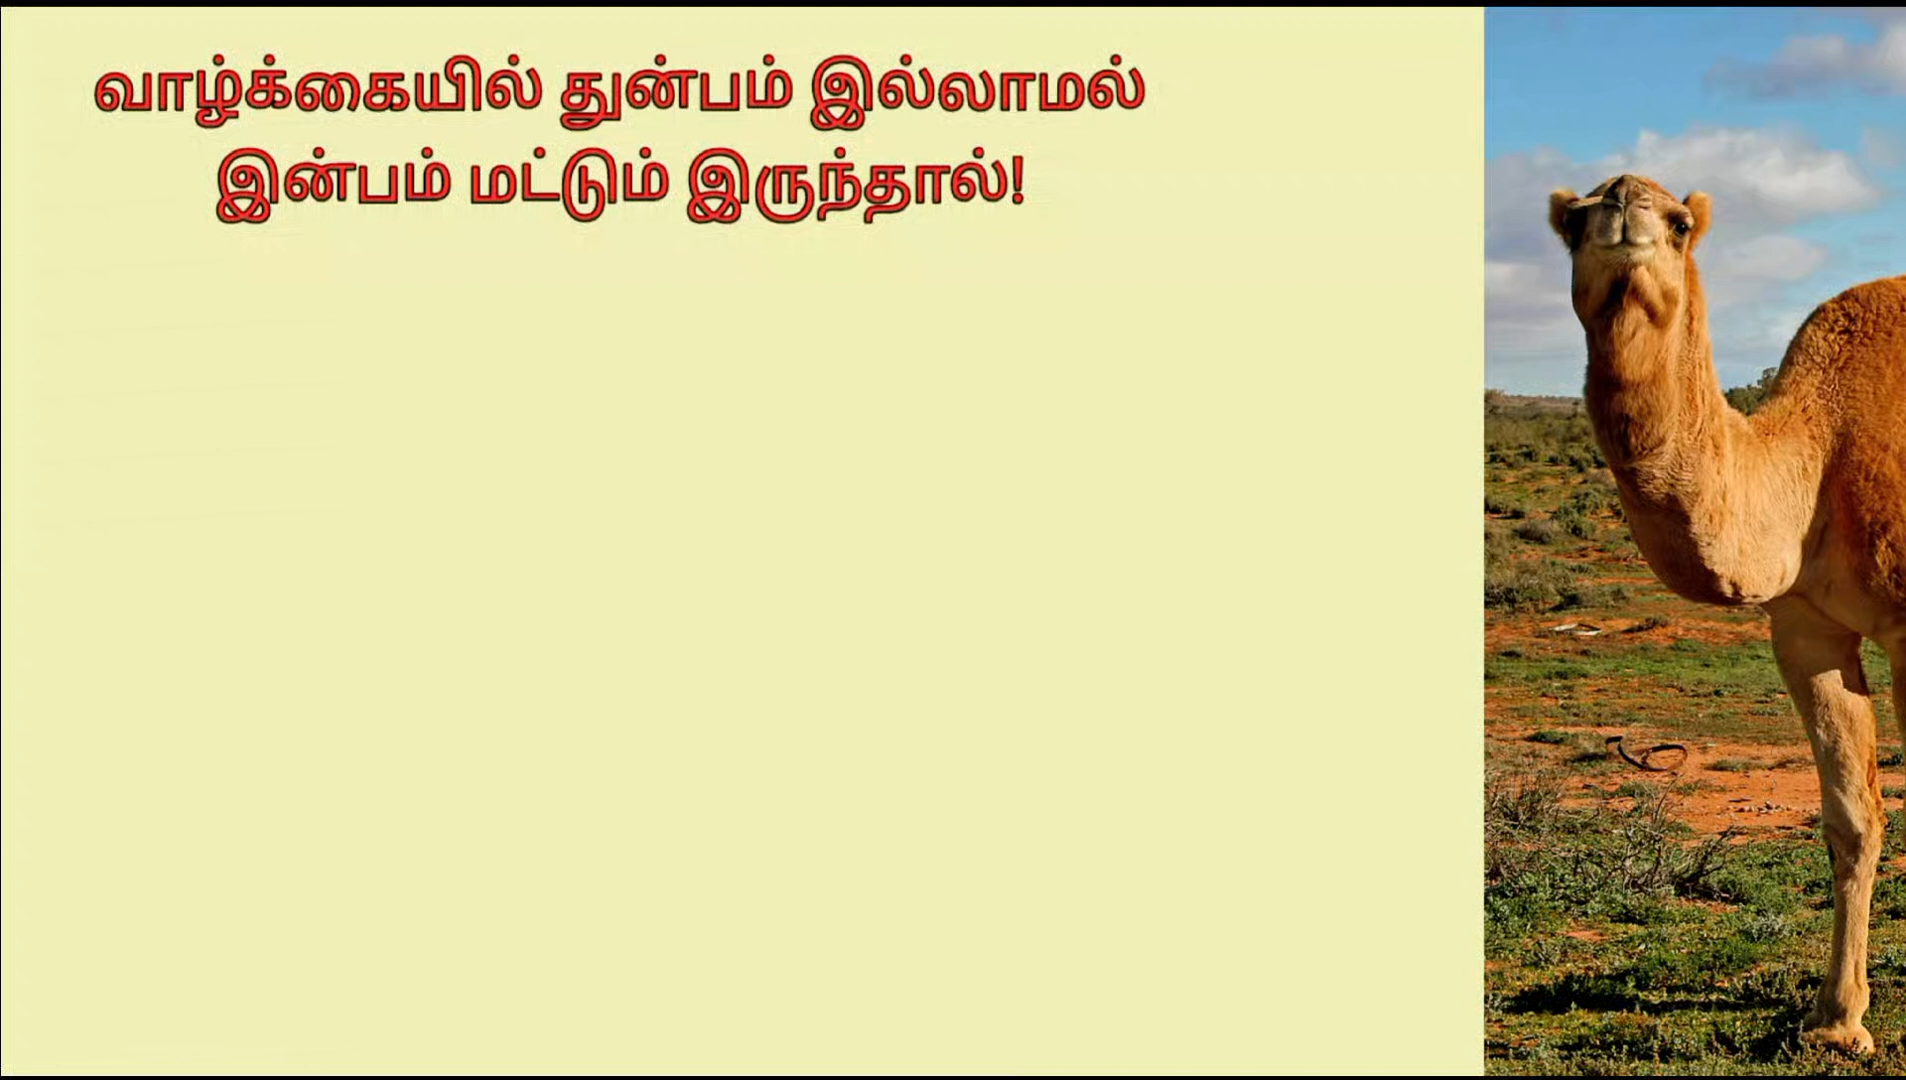 வாழ்க்கையில் துன்பம் இல்லாமல்
இன்பம் மட்டும் இருந்தால்!